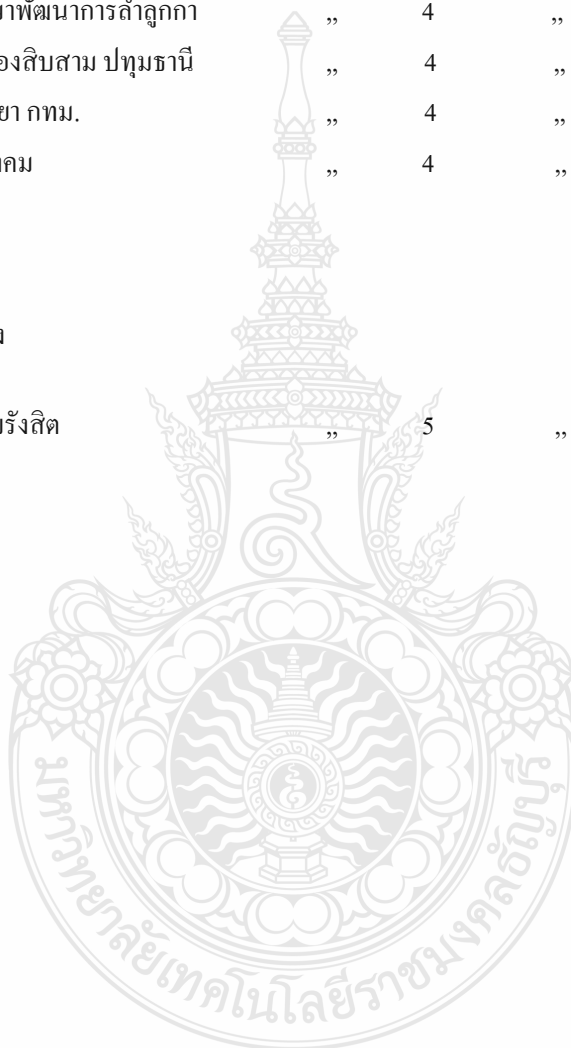 าพัฒนาการลำลูกกา ,, 4 ,,
องสิบสาม ปทุมธานี ,, 4 ,,
ยา กทม. ,, 4 ,,
าคม ,, 4 ,,
ง
รังสิต ,, 5 ,,
มหาวิทยาลัยเทคโนโลยีราชมงคลธัญบุรี